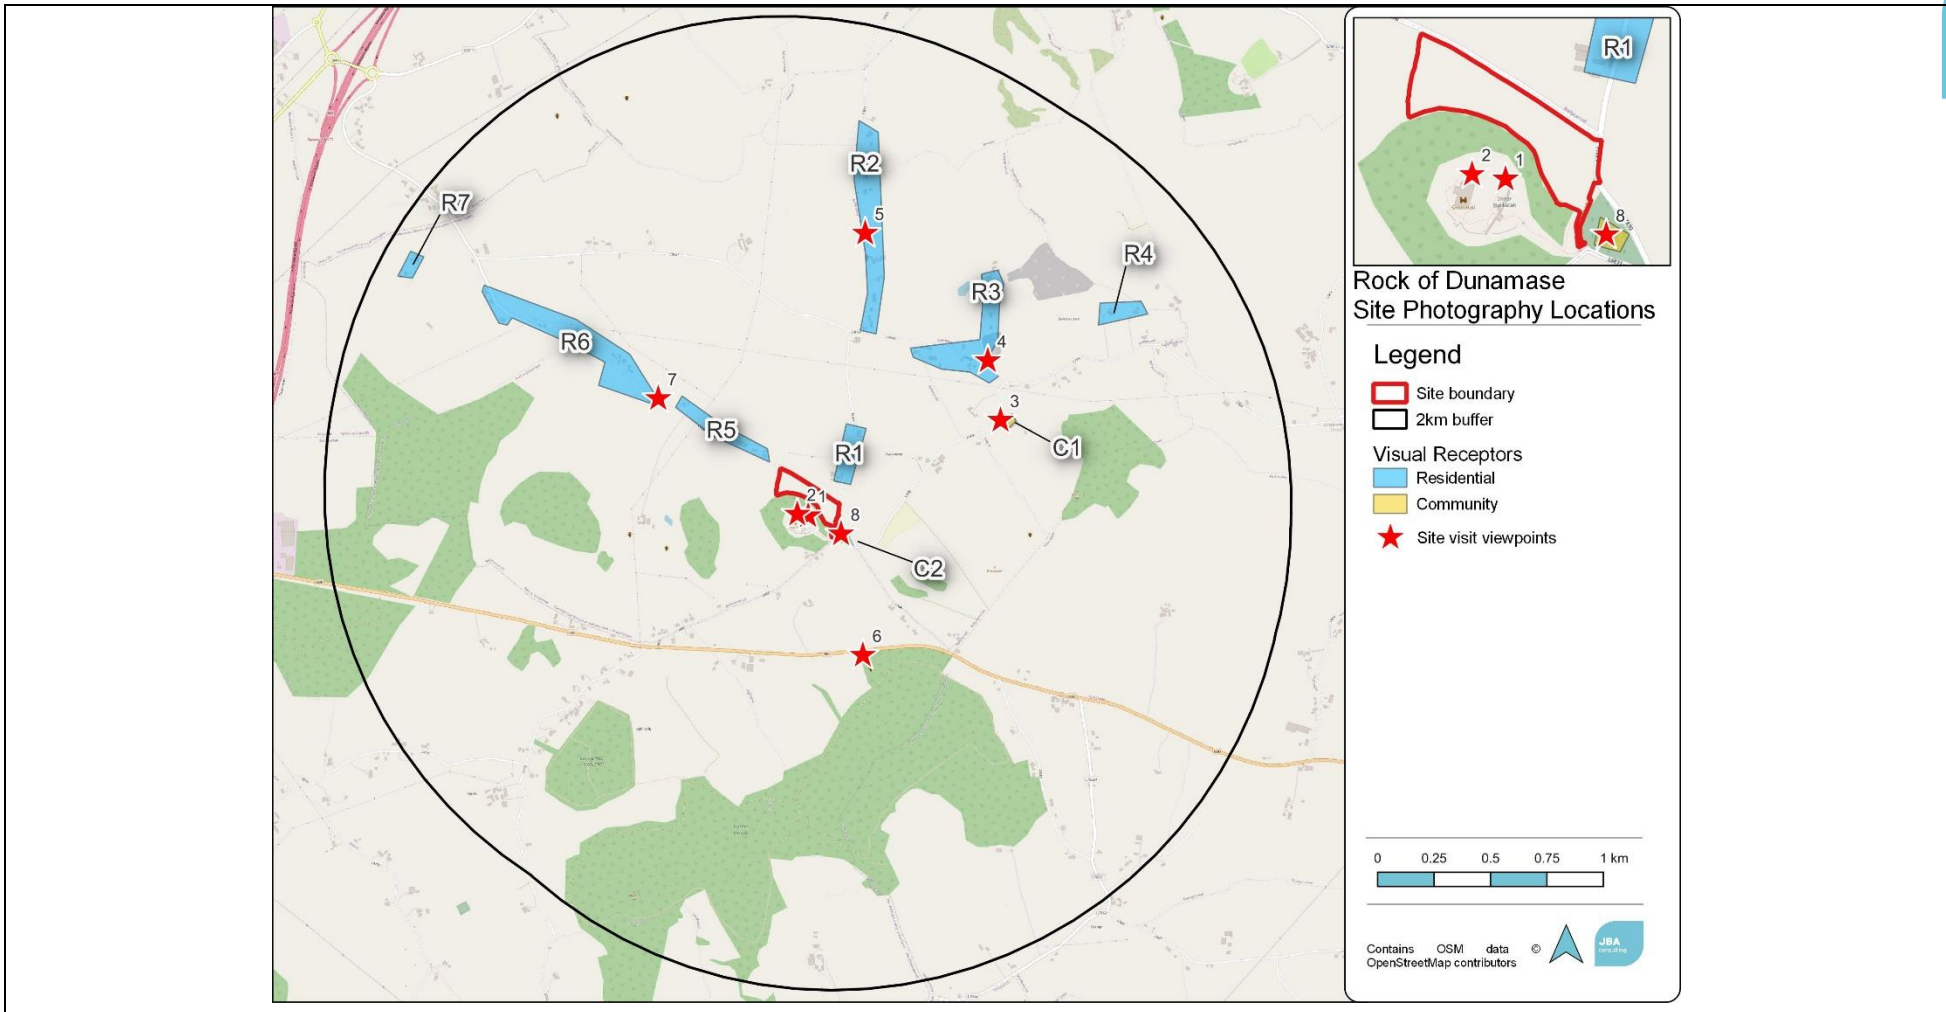 R2
5
R7
R4
R3
R6
4
7
3
R5
C1
R1
2
1
8
C2
6
R1
2
1
8
Rock of Dunamase
Site Photography Locations
Legend
Site boundary
2km buffer
Visual Receptors
Residential
Community
Site visit viewpoints
0 0.25 0.5 0.75 1 km
Contains OSM data ©
OpenStreetMap contributors
JBA
consulting